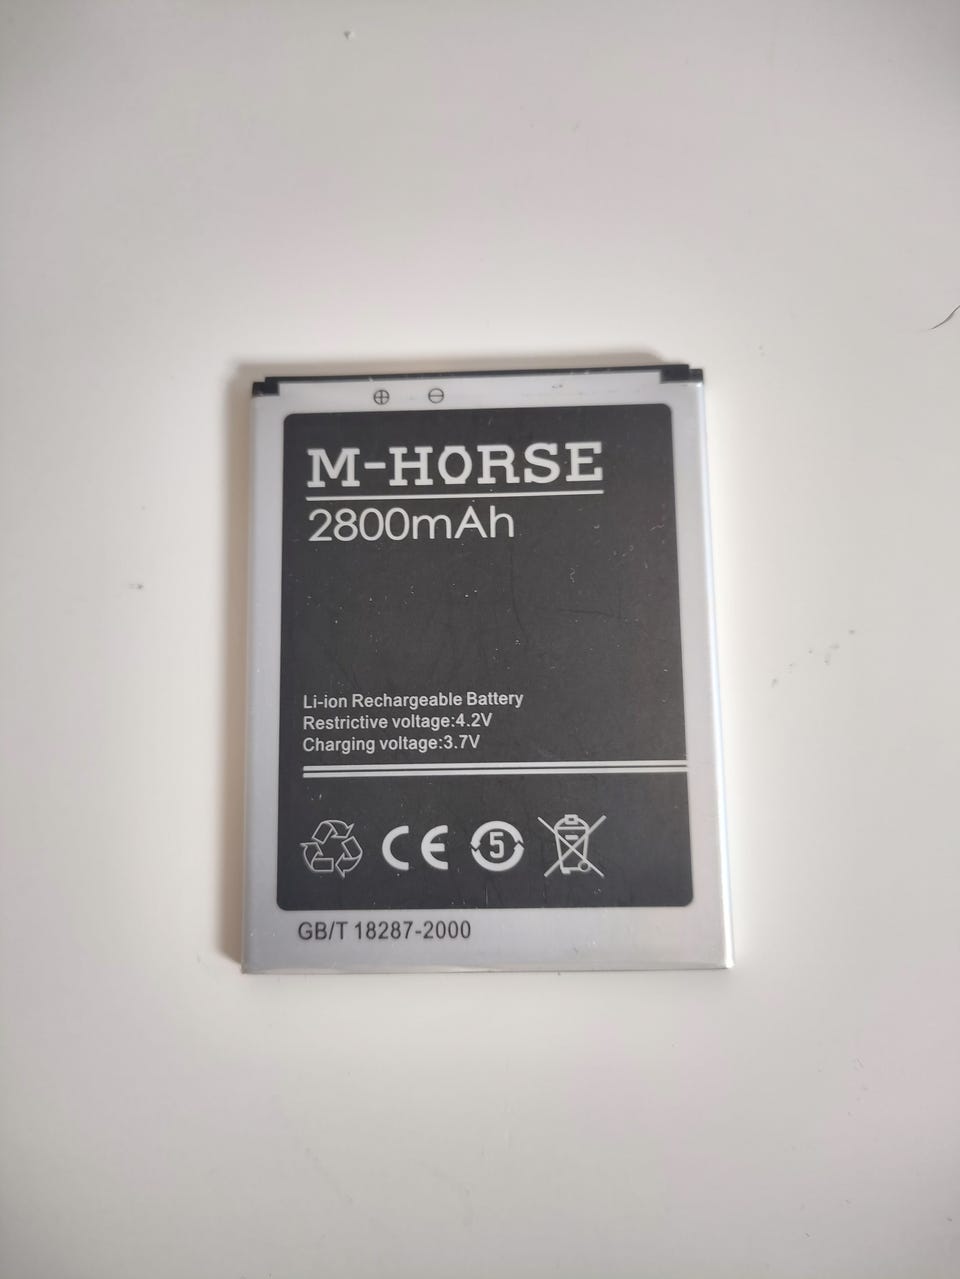 ⊕ ⊖
M-HORSE
2800mAh
Li-ion Rechargeable Battery
Restrictive voltage:4.2V
Charging voltage:3.7V
CE 5
GB/T 18287-2000